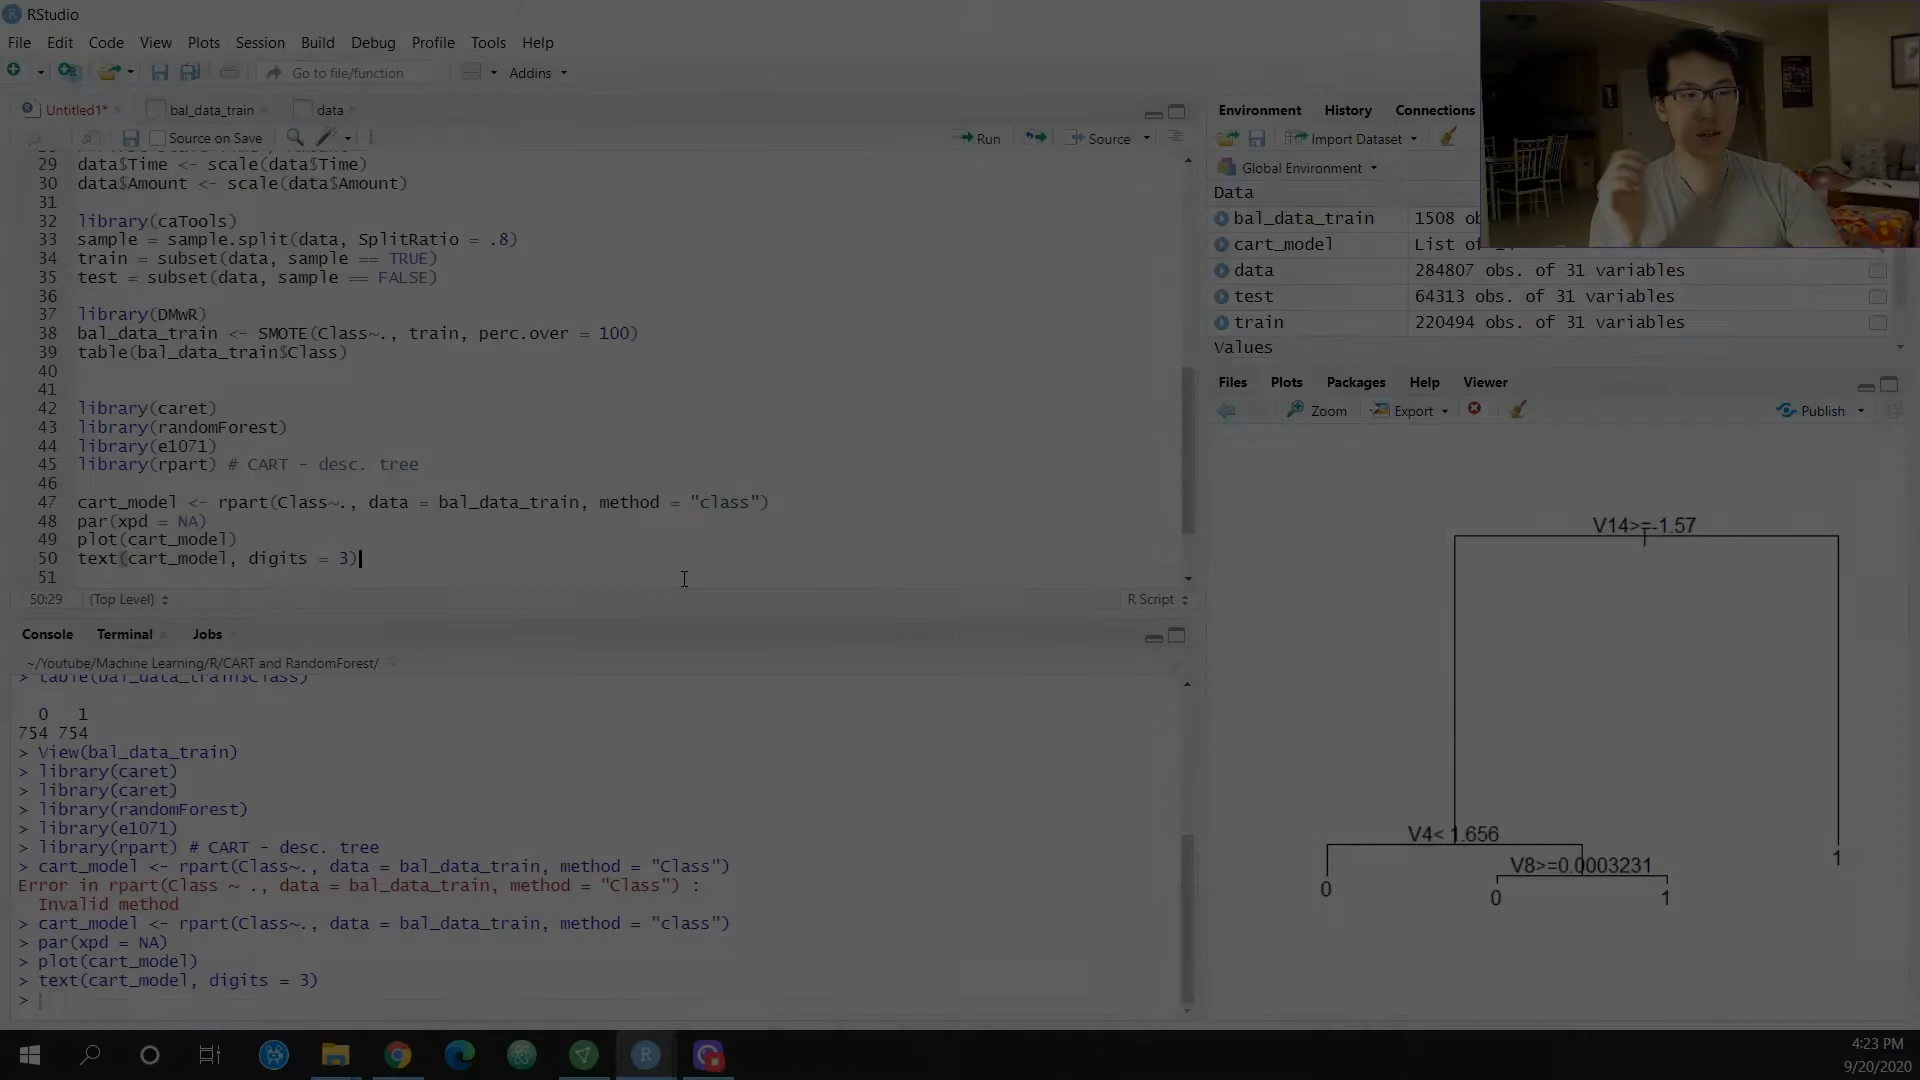 RStudio
File Edit Code View Plots Session Build Debug Profile Tools Help
Go to file/function Addins
Untitled1* bal_data_train data
Source on Save Run Source
29 data$Time <- scale(data$Time)
30 data$Amount <- scale(data$Amount)
31
32 library(caTools)
33 sample = sample.split(data, SplitRatio = .8)
34 train = subset(data, sample == TRUE)
35 test = subset(data, sample == FALSE)
36
37 library(DMwR)
38 bal_data_train <- SMOTE(Class~., train, perc.over = 100)
39 table(bal_data_train$Class)
40
41
42 library(caret)
43 library(randomForest)
44 library(e1071)
45 library(rpart) # CART - desc. tree
46
47 cart_model <- rpart(Class~., data = bal_data_train, method = "class")
48 par(xpd = NA)
49 plot(cart_model)
50 text(cart_model, digits = 3)
51
50:29 (Top Level) R Script
Console Terminal Jobs
~/Youtube/Machine Learning/R/CART and RandomForest/
> table(bal_data_train$Class)
0 1
754 754
> View(bal_data_train)
> library(caret)
> library(caret)
> library(randomForest)
> library(e1071)
> library(rpart) # CART - desc. tree
> cart_model <- rpart(Class~., data = bal_data_train, method = "Class")
Error in rpart(Class ~ ., data = bal_data_train, method = "Class") :
Invalid method
> cart_model <- rpart(Class~., data = bal_data_train, method = "class")
> par(xpd = NA)
> plot(cart_model)
> text(cart_model, digits = 3)
>
Environment History Connections
Import Dataset
Global Environment
Data
bal_data_train 1508 ob
cart_model List of
data 284807 obs. of 31 variables
test 64313 obs. of 31 variables
train 220494 obs. of 31 variables
Values
Files Plots Packages Help Viewer
Zoom Export Publish
V14>=-1.57
V4< 1.656
V8>=0.0003231
1
0
0 1
4:23 PM
9/20/2020